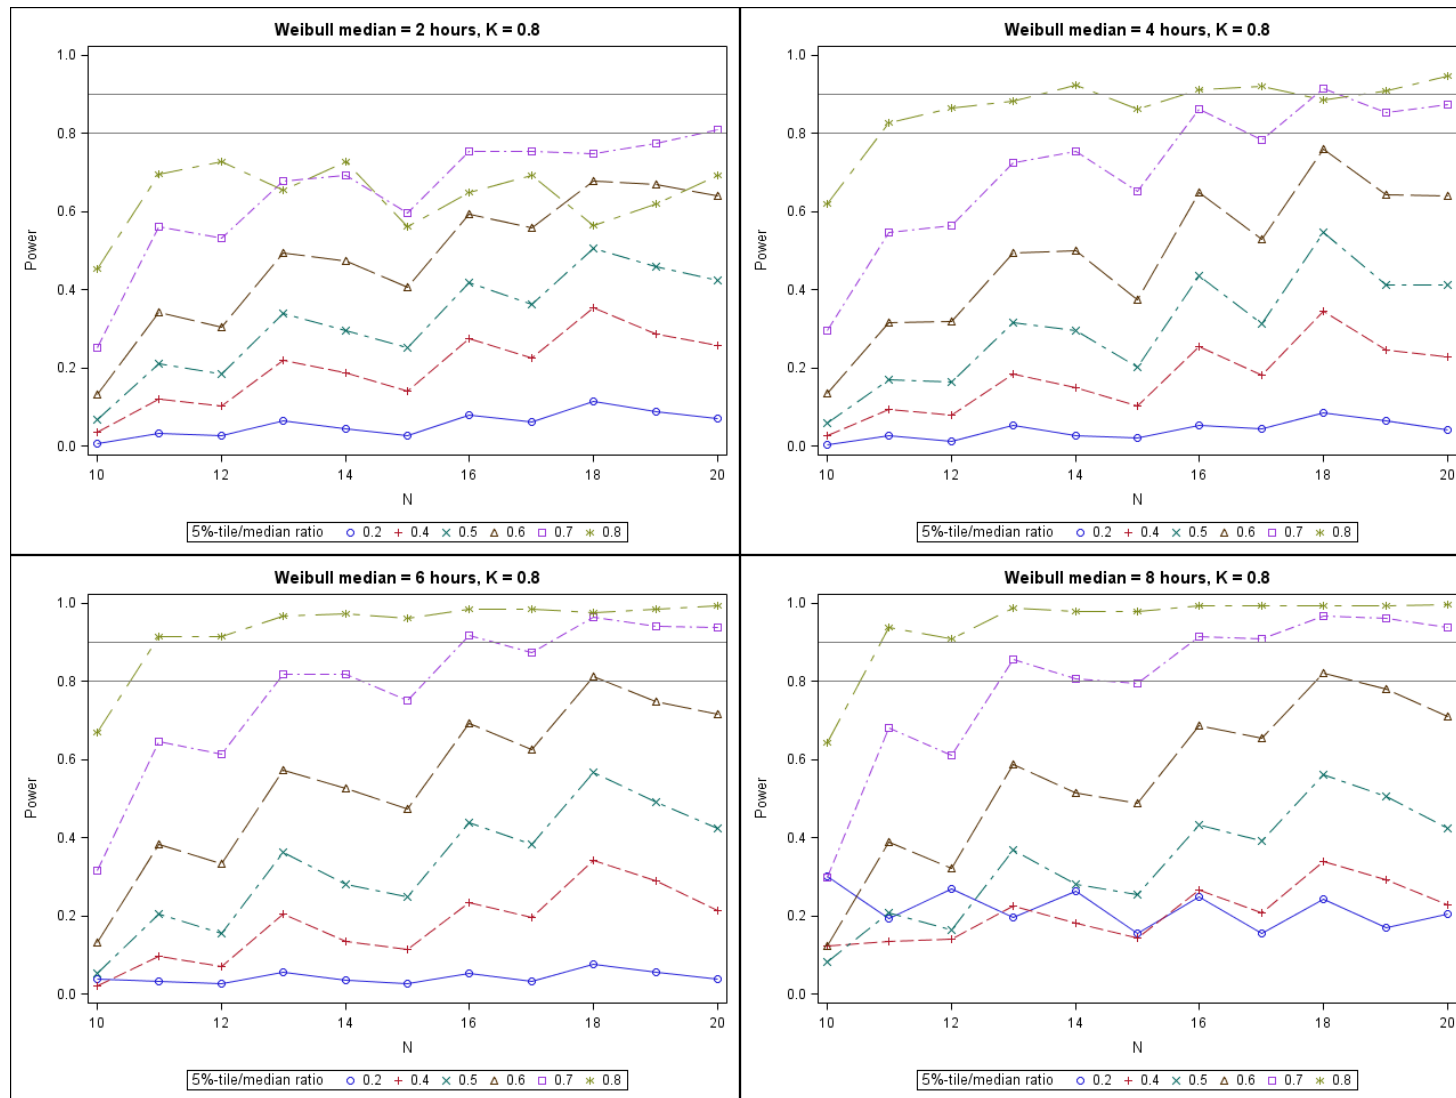 Weibull median = 2 hours, K = 0.8
1.0
0.8
0.6
0.4
0.2
0.0
Power
10 12 14 16 18 20
N
5%-tile/median ratio 0.2 0.4 0.5 0.6 0.7 0.8
Weibull median = 4 hours, K = 0.8
1.0
0.8
0.6
0.4
0.2
0.0
Power
10 12 14 16 18 20
N
5%-tile/median ratio 0.2 0.4 0.5 0.6 0.7 0.8
Weibull median = 6 hours, K = 0.8
1.0
0.8
0.6
0.4
0.2
0.0
Power
10 12 14 16 18 20
N
5%-tile/median ratio 0.2 0.4 0.5 0.6 0.7 0.8
Weibull median = 8 hours, K = 0.8
1.0
0.8
0.6
0.4
0.2
0.0
Power
10 12 14 16 18 20
N
5%-tile/median ratio 0.2 0.4 0.5 0.6 0.7 0.8